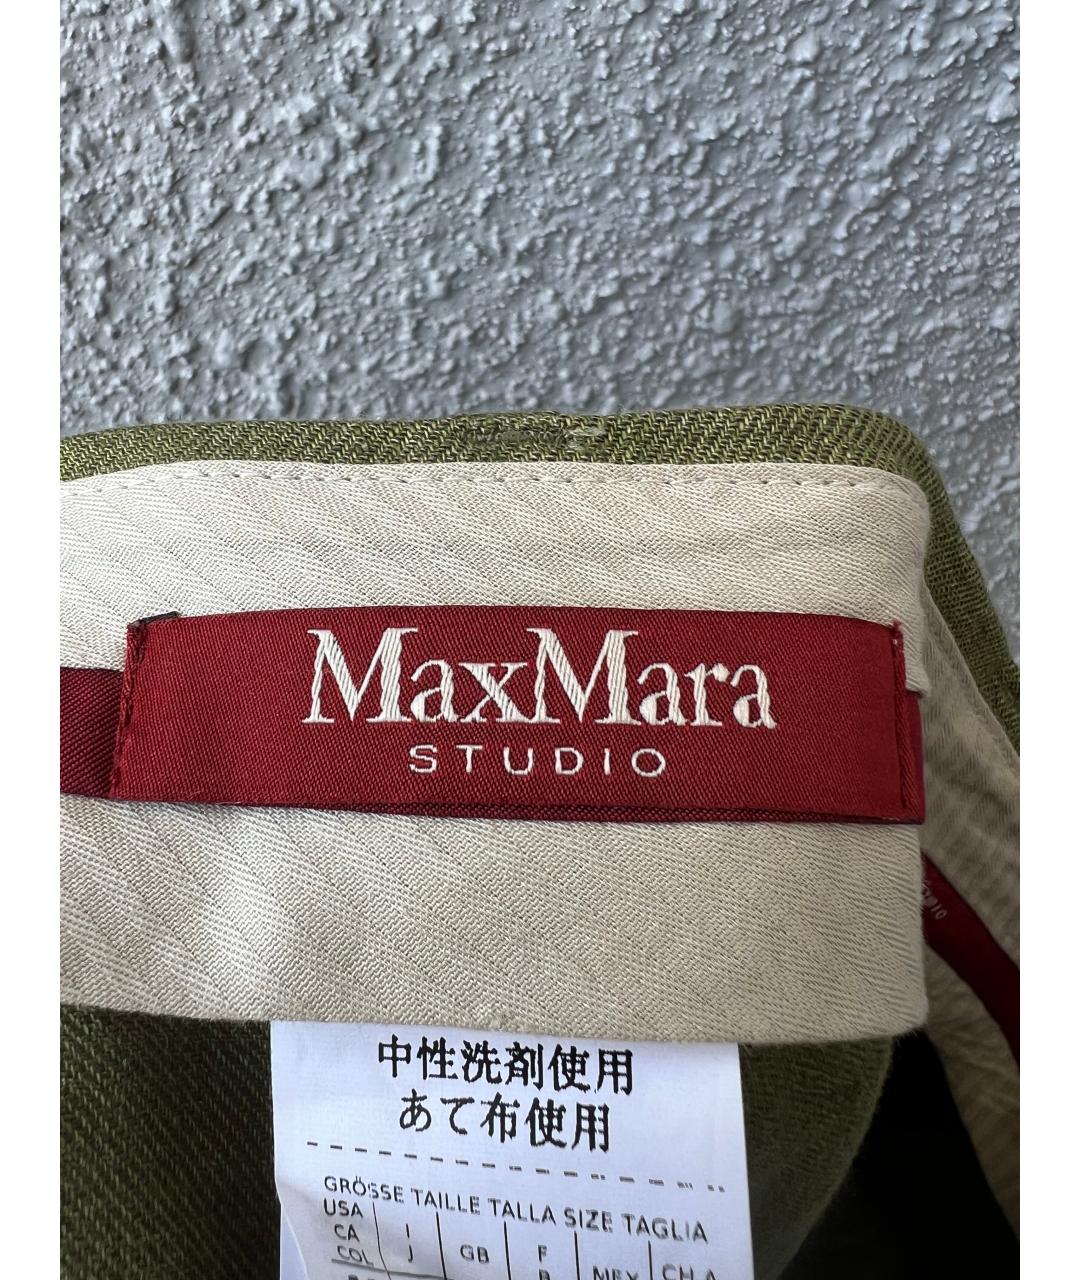 MaxMara
STUDIO
中性洗剤使用
あて布使用
GRÖSSE TAILLE TALLA SIZE TAGLIA
USA
CA I
COL J GB F
MEX CH A